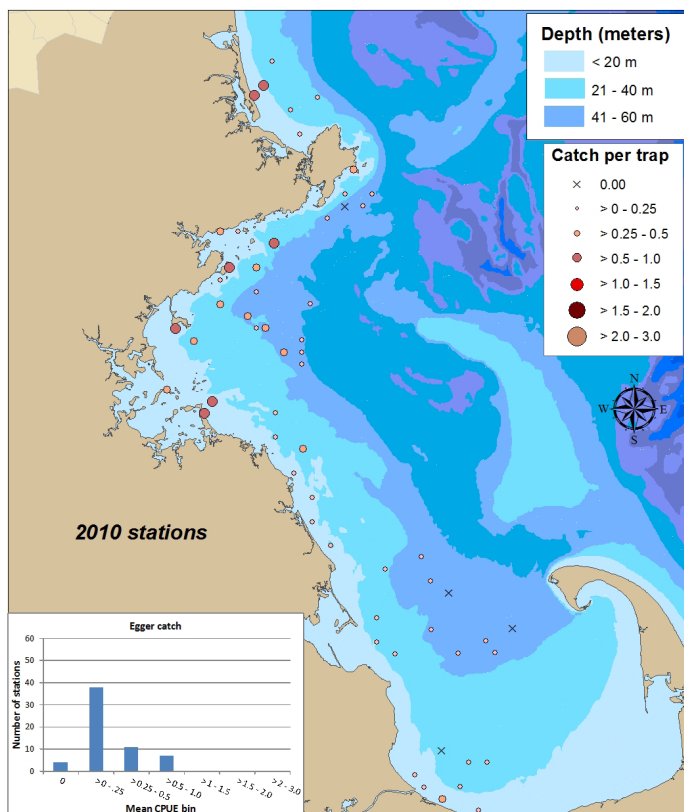 Depth (meters)
< 20 m
21 - 40 m
41 - 60 m
Catch per trap
0.00
> 0 - 0.25
> 0.25 - 0.5
> 0.5 - 1.0
> 1.0 - 1.5
> 1.5 - 2.0
> 2.0 - 3.0
N
W E
S
2010 stations
Egger catch
Number of stations
60
50
40
30
20
10
0
0
>0 - .25
>0.25 - 0.5
>0.5 - 1.0
>1 - 1.5
>1.5 - 2.0
>2 - 3.0
Mean CPUE bin